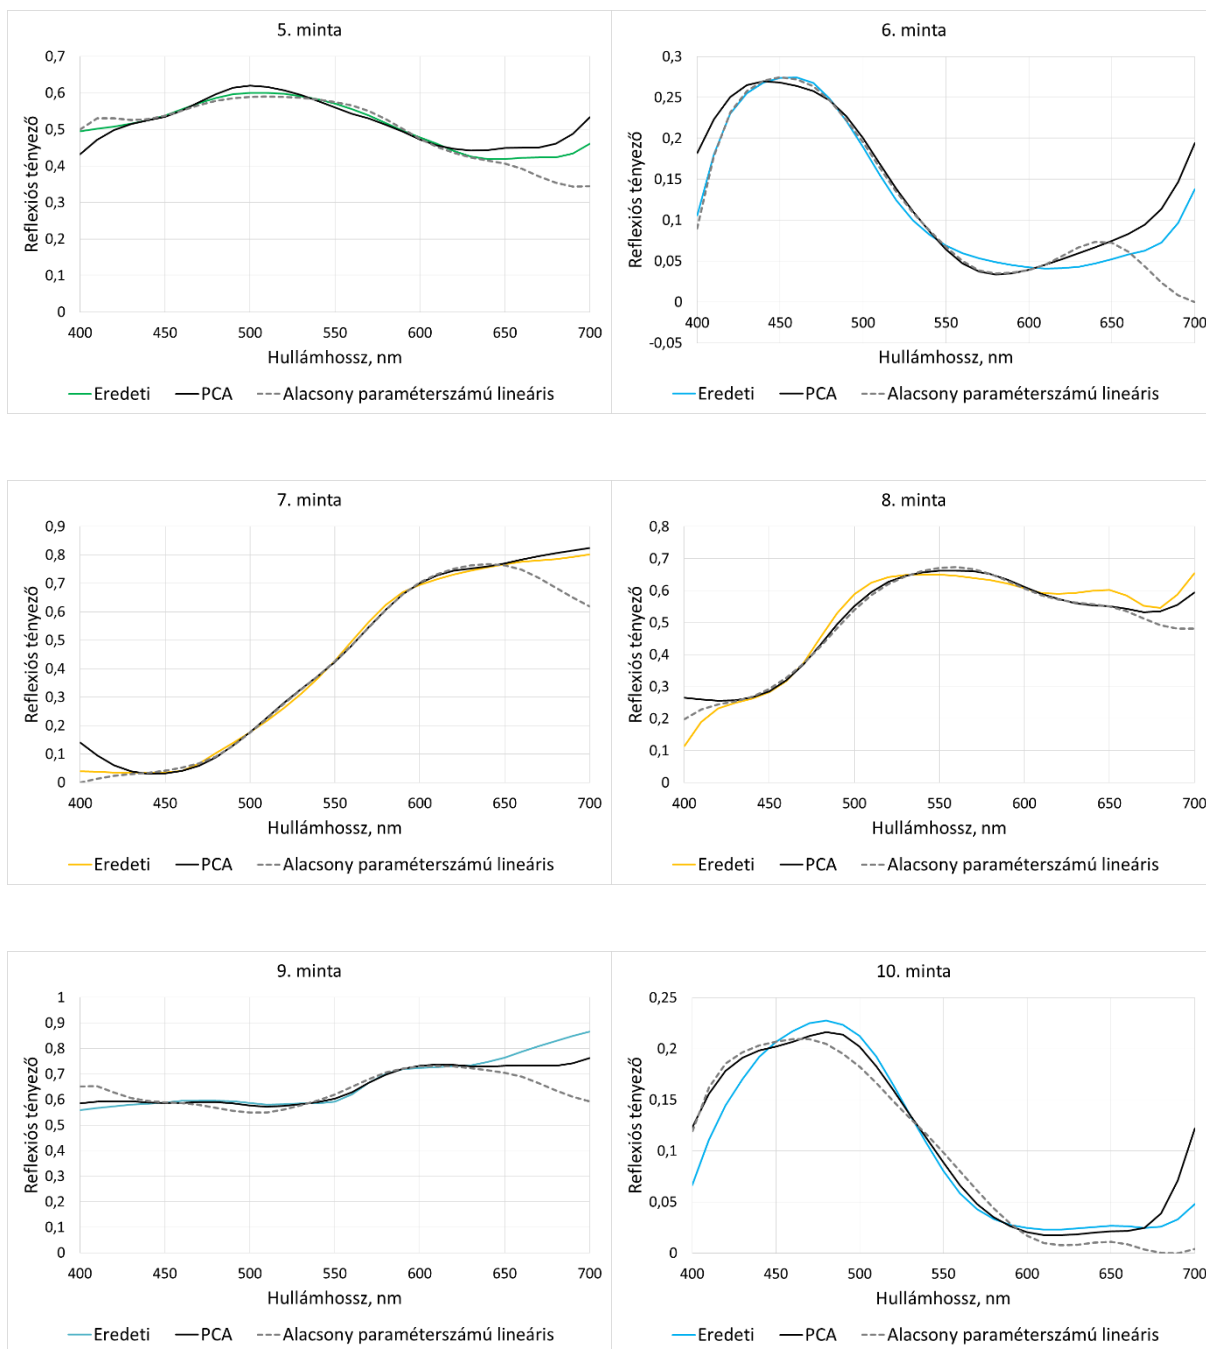 5. minta
Reflexiós tényező
0,7
0,6
0,5
0,4
0,3
0,2
0,1
0
400 450 500 550 600 650 700
Hullámhossz, nm
Eredeti PCA Alacsony paraméterszámú lineáris
6. minta
Reflexiós tényező
0,3
0,25
0,2
0,15
0,1
0,05
0
-0,05
400 450 500 550 600 650 700
Hullámhossz, nm
Eredeti PCA Alacsony paraméterszámú lineáris
7. minta
Reflexiós tényező
0,9
0,8
0,7
0,6
0,5
0,4
0,3
0,2
0,1
0
400 450 500 550 600 650 700
Hullámhossz, nm
Eredeti PCA Alacsony paraméterszámú lineáris
8. minta
Reflexiós tényező
0,8
0,7
0,6
0,5
0,4
0,3
0,2
0,1
0
400 450 500 550 600 650 700
Hullámhossz, nm
Eredeti PCA Alacsony paraméterszámú lineáris
9. minta
Reflexiós tényező
1
0,9
0,8
0,7
0,6
0,5
0,4
0,3
0,2
0,1
0
400 450 500 550 600 650 700
Hullámhossz, nm
Eredeti PCA Alacsony paraméterszámú lineáris
10. minta
Reflexiós tényező
0,25
0,2
0,15
0,1
0,05
0
400 450 500 550 600 650 700
Hullámhossz, nm
Eredeti PCA Alacsony paraméterszámú lineáris